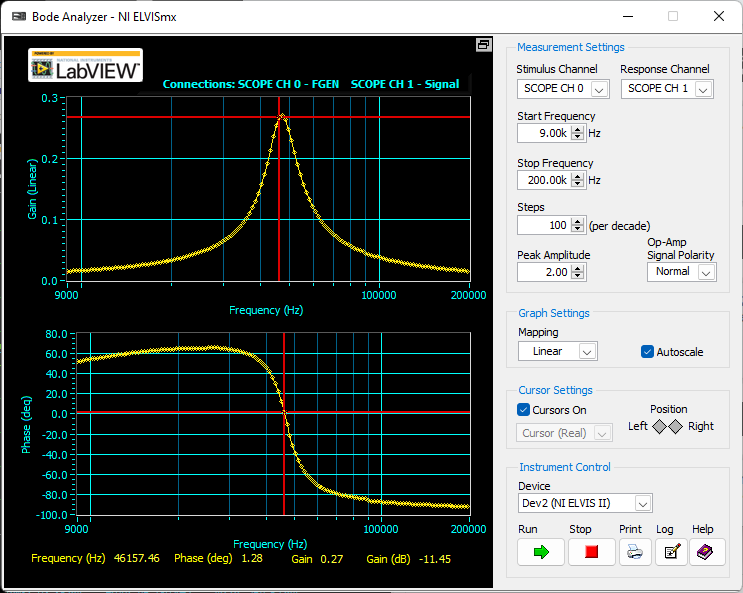 Bode Analyzer - NI ELVISmx
POWERED BY
NATIONAL INSTRUMENTS
LabVIEW™
Connections: SCOPE CH 0 - FGEN SCOPE CH 1 - Signal
0.3
0.2
0.1
0.0
Gain (Linear)
9000
100000
200000
Frequency (Hz)
80.0
60.0
40.0
20.0
0.0
-20.0
-40.0
-60.0
-80.0
-100.0
Phase (deg)
9000
100000
200000
Frequency (Hz)
Frequency (Hz) 46157.46 Phase (deg) 1.28 Gain 0.27 Gain (dB) -11.45
Measurement Settings
Stimulus Channel Response Channel
SCOPE CH 0 SCOPE CH 1
Start Frequency
9.00k Hz
Stop Frequency
200.00k Hz
Steps
100 (per decade)
Peak Amplitude
2.00
Op-Amp
Signal Polarity
Normal
Graph Settings
Mapping
Linear
Autoscale
Cursor Settings
Cursors On
Cursor (Real)
Position
Left Right
Instrument Control
Device
Dev2 (NI ELVIS II)
Run Stop Print Log Help